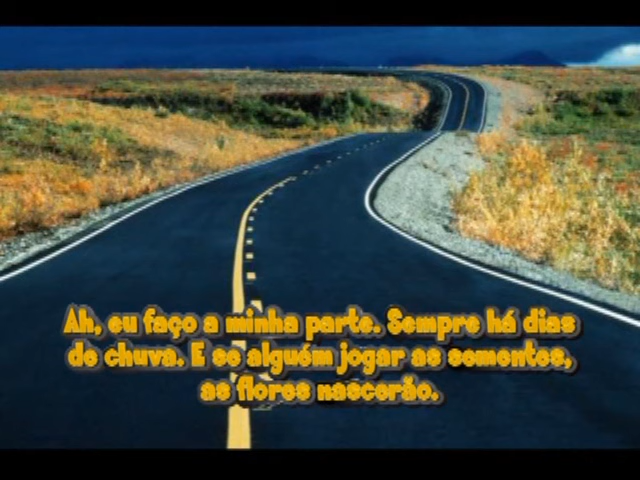 Ah, eu faço a minha parte. Sempre há dias
de chuva. E se alguém jogar as sementes,
as flores nascerão.